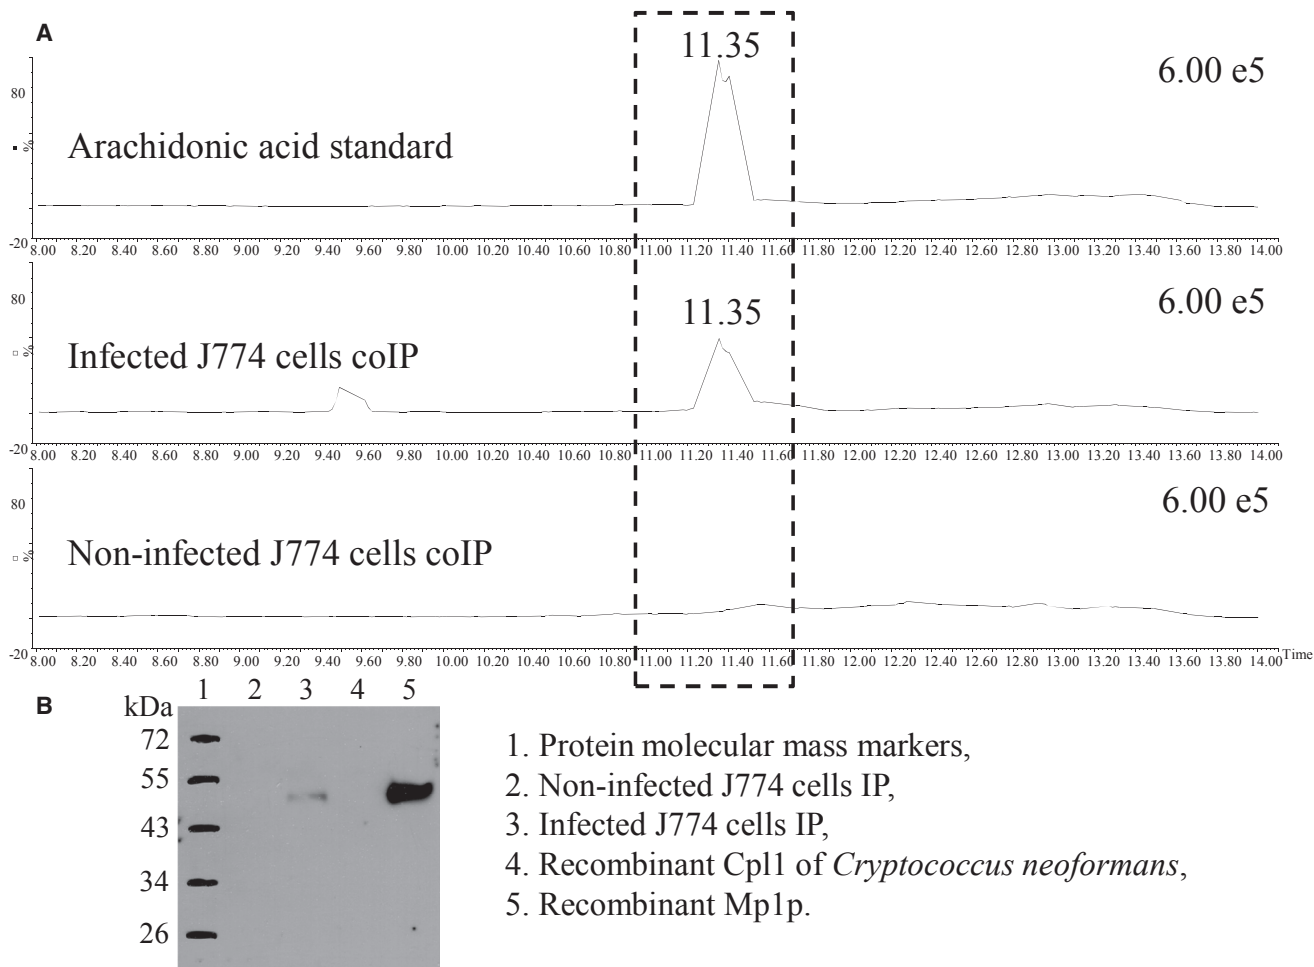 A
11.35
6.00 e5
80
%
Arachidonic acid standard
-20
8.00 8.20 8.40 8.60 8.80 9.00 9.20 9.40 9.60 9.80 10.00 10.20 10.40 10.60 10.80 11.00 11.20 11.40 11.60 11.80 12.00 12.20 12.40 12.60 12.80 13.00 13.20 13.40 13.60 13.80 14.00
11.35
6.00 e5
80
%
Infected J774 cells coIP
-20
8.00 8.20 8.40 8.60 8.80 9.00 9.20 9.40 9.60 9.80 10.00 10.20 10.40 10.60 10.80 11.00 11.20 11.40 11.60 11.80 12.00 12.20 12.40 12.60 12.80 13.00 13.20 13.40 13.60 13.80 14.00
6.00 e5
80
%
Non-infected J774 cells coIP
-20
8.00 8.20 8.40 8.60 8.80 9.00 9.20 9.40 9.60 9.80 10.00 10.20 10.40 10.60 10.80 11.00 11.20 11.40 11.60 11.80 12.00 12.20 12.40 12.60 12.80 13.00 13.20 13.40 13.60 13.80 14.00 Time
B
kDa 1 2 3 4 5
72
55
43
34
26
1. Protein molecular mass markers,
2. Non-infected J774 cells IP,
3. Infected J774 cells IP,
4. Recombinant Cpl1 of Cryptococcus neoformans,
5. Recombinant Mp1p.